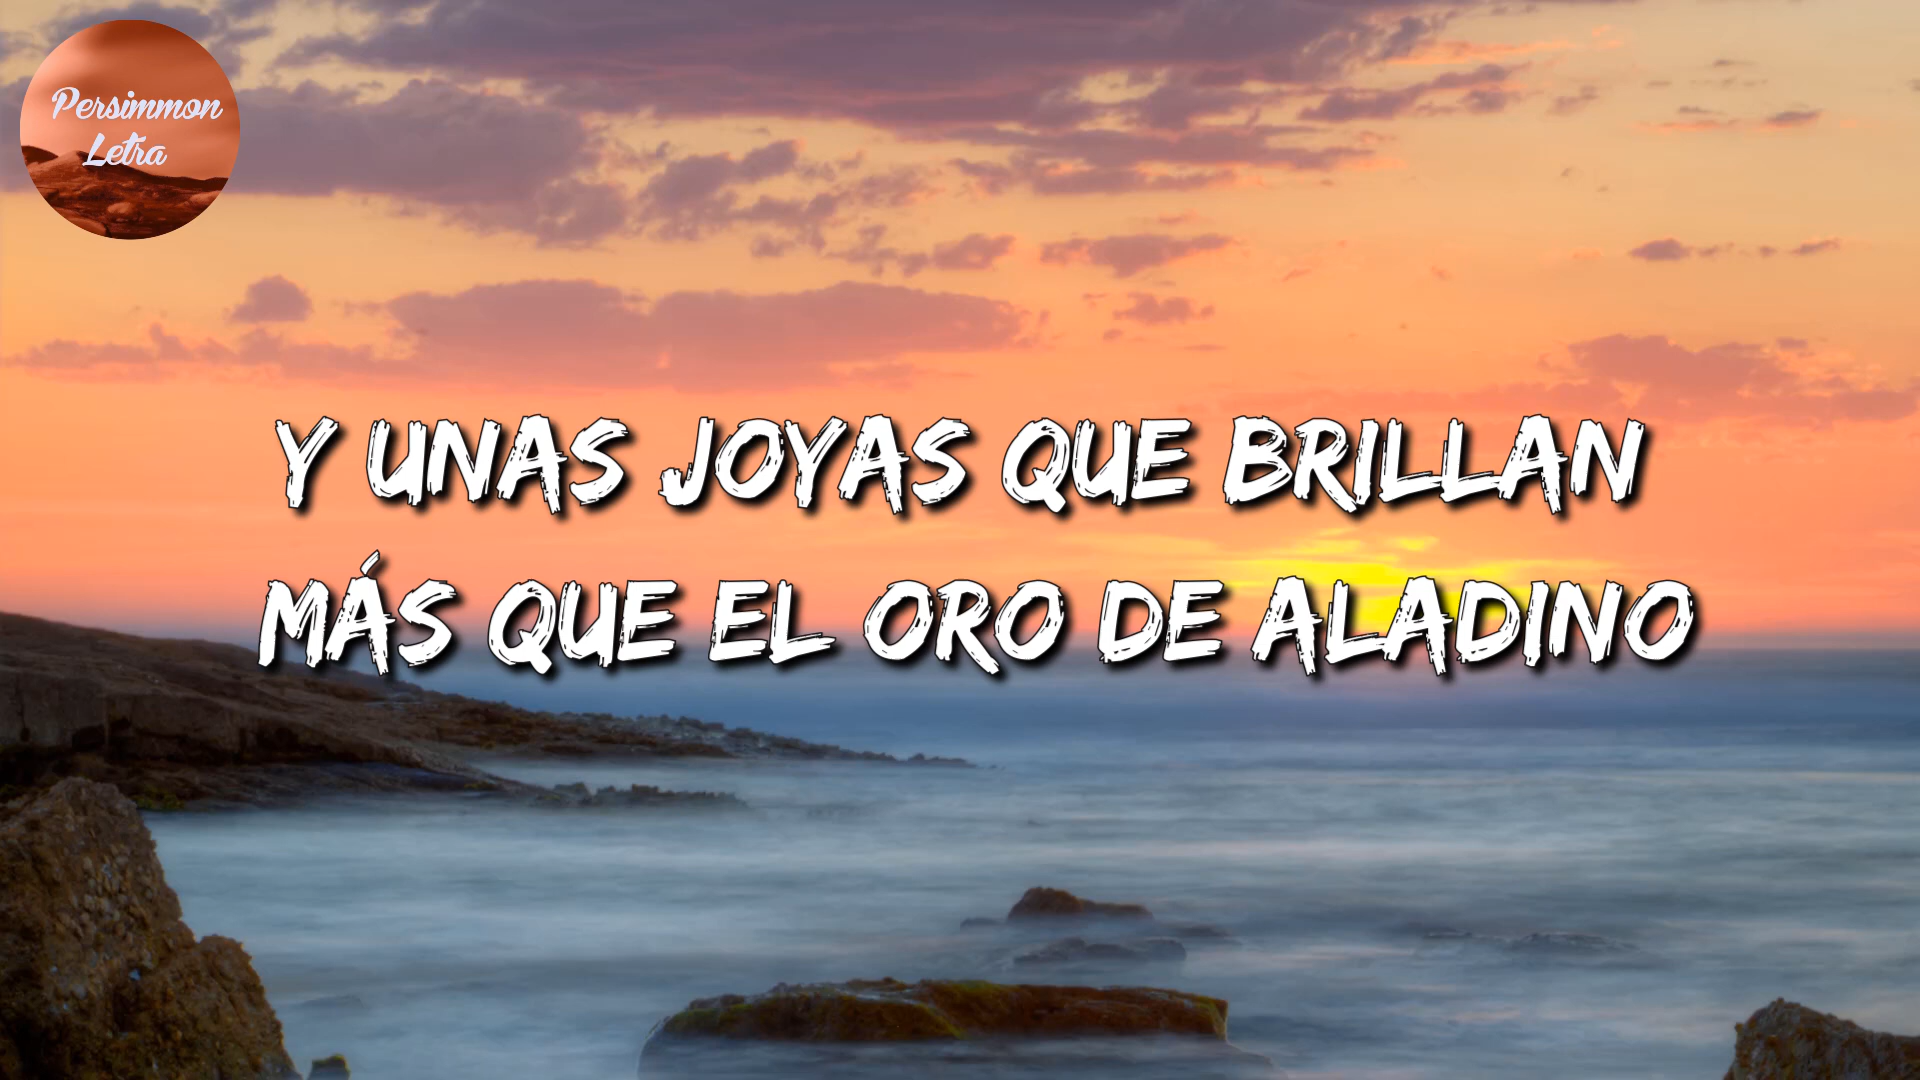 Persimmon
Letra
Y UNAS JOYAS QUE BRILLAN
MÁS QUE EL ORO DE ALADINO